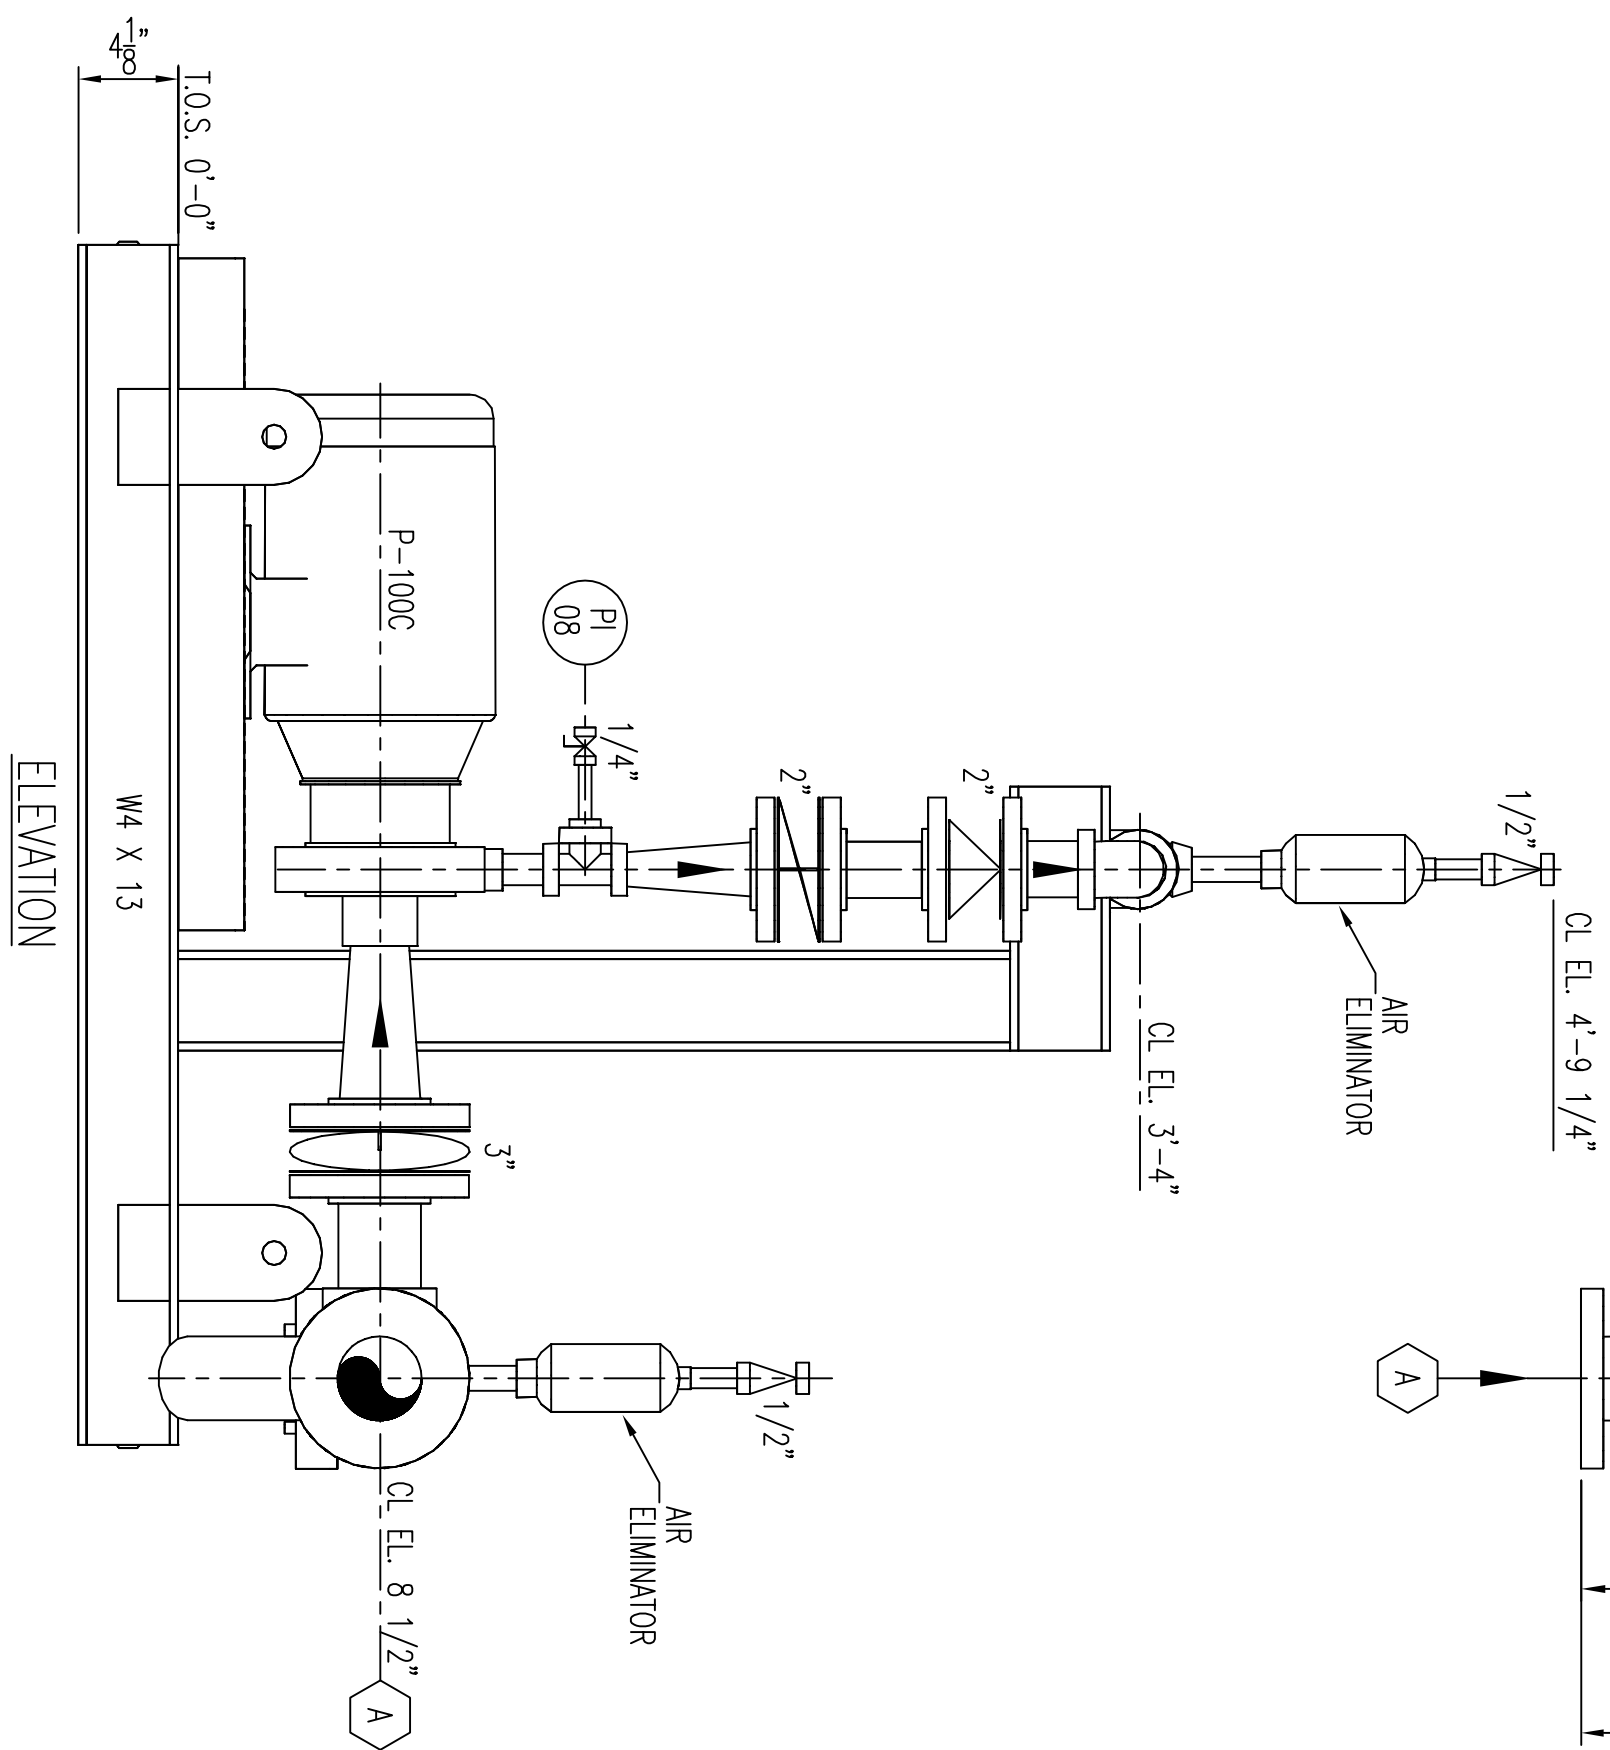 1/2"
CL EL. 4'-9 1/4"
AIR
ELIMINATOR
CL EL. 3'-4"
2"
2"
1/4"
PI
08
1/2"
AIR
ELIMINATOR
3"
P-100C
CL EL. 8 1/2"
A
A
T.O.S. 0'-0"
4 1/8"
W4 X 13
ELEVATION